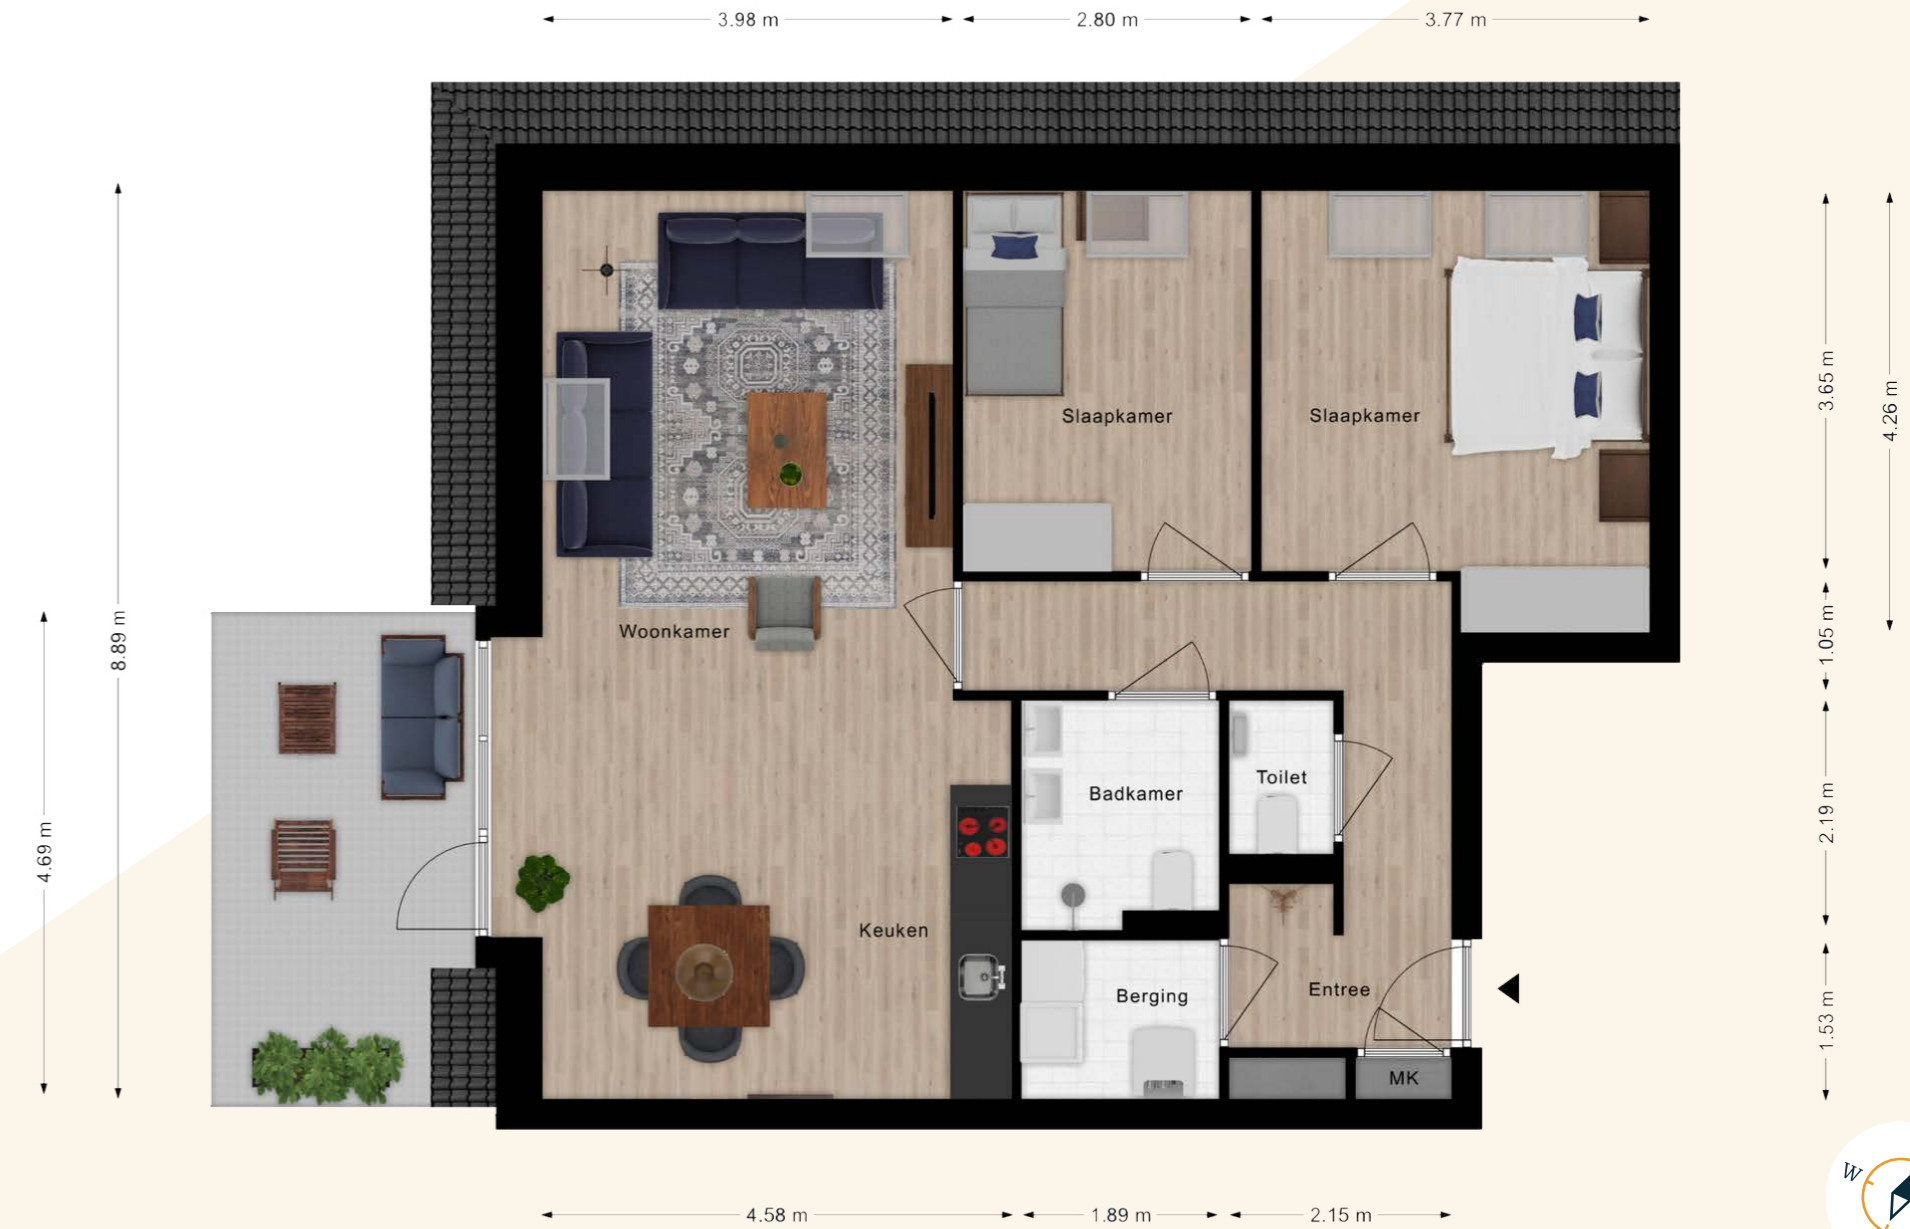 3.98 m
2.80 m
3.77 m
Slaapkamer
Slaapkamer
3.65 m
4.26 m
8.89 m
Woonkamer
1.05 m
Badkamer
Toilet
4.69 m
2.19 m
Keuken
Berging
Entree
1.53 m
MK
W
4.58 m
1.89 m
2.15 m